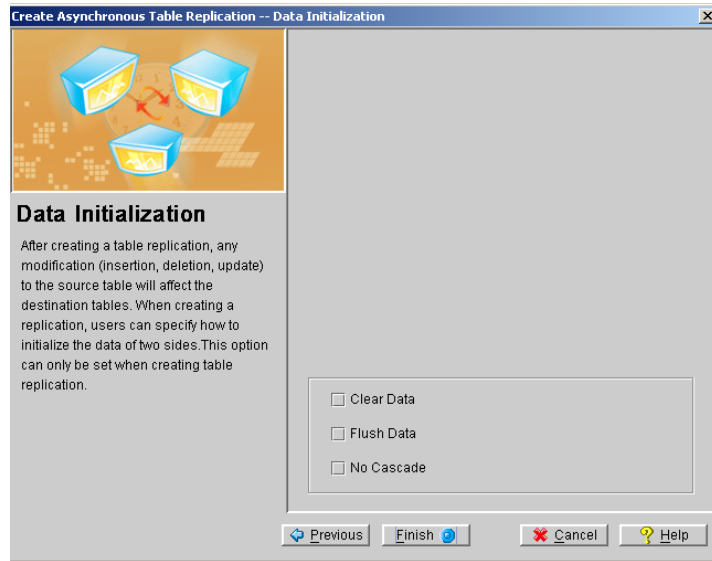 Create Asynchronous Table Replication -- Data Initialization
Data Initialization
After creating a table replication, any
modification (insertion, deletion, update)
to the source table will affect the
destination tables. When creating a
replication, users can specify how to
initialize the data of two sides.This option
can only be set when creating table
replication.
Clear Data
Flush Data
No Cascade
Previous Finish Cancel Help